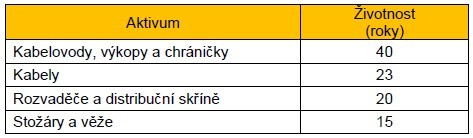 Aktivum Životnost
(roky)
Kabelovody, výkopy a chráničky 40
Kabely 23
Rozvaděče a distribuční skříně 20
Stožáry a věže 15